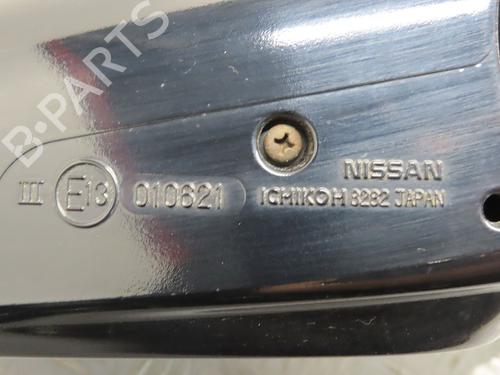 B-PARTS
NISSAN
III E13 010621 ICHIKOH 8282 JAPAN